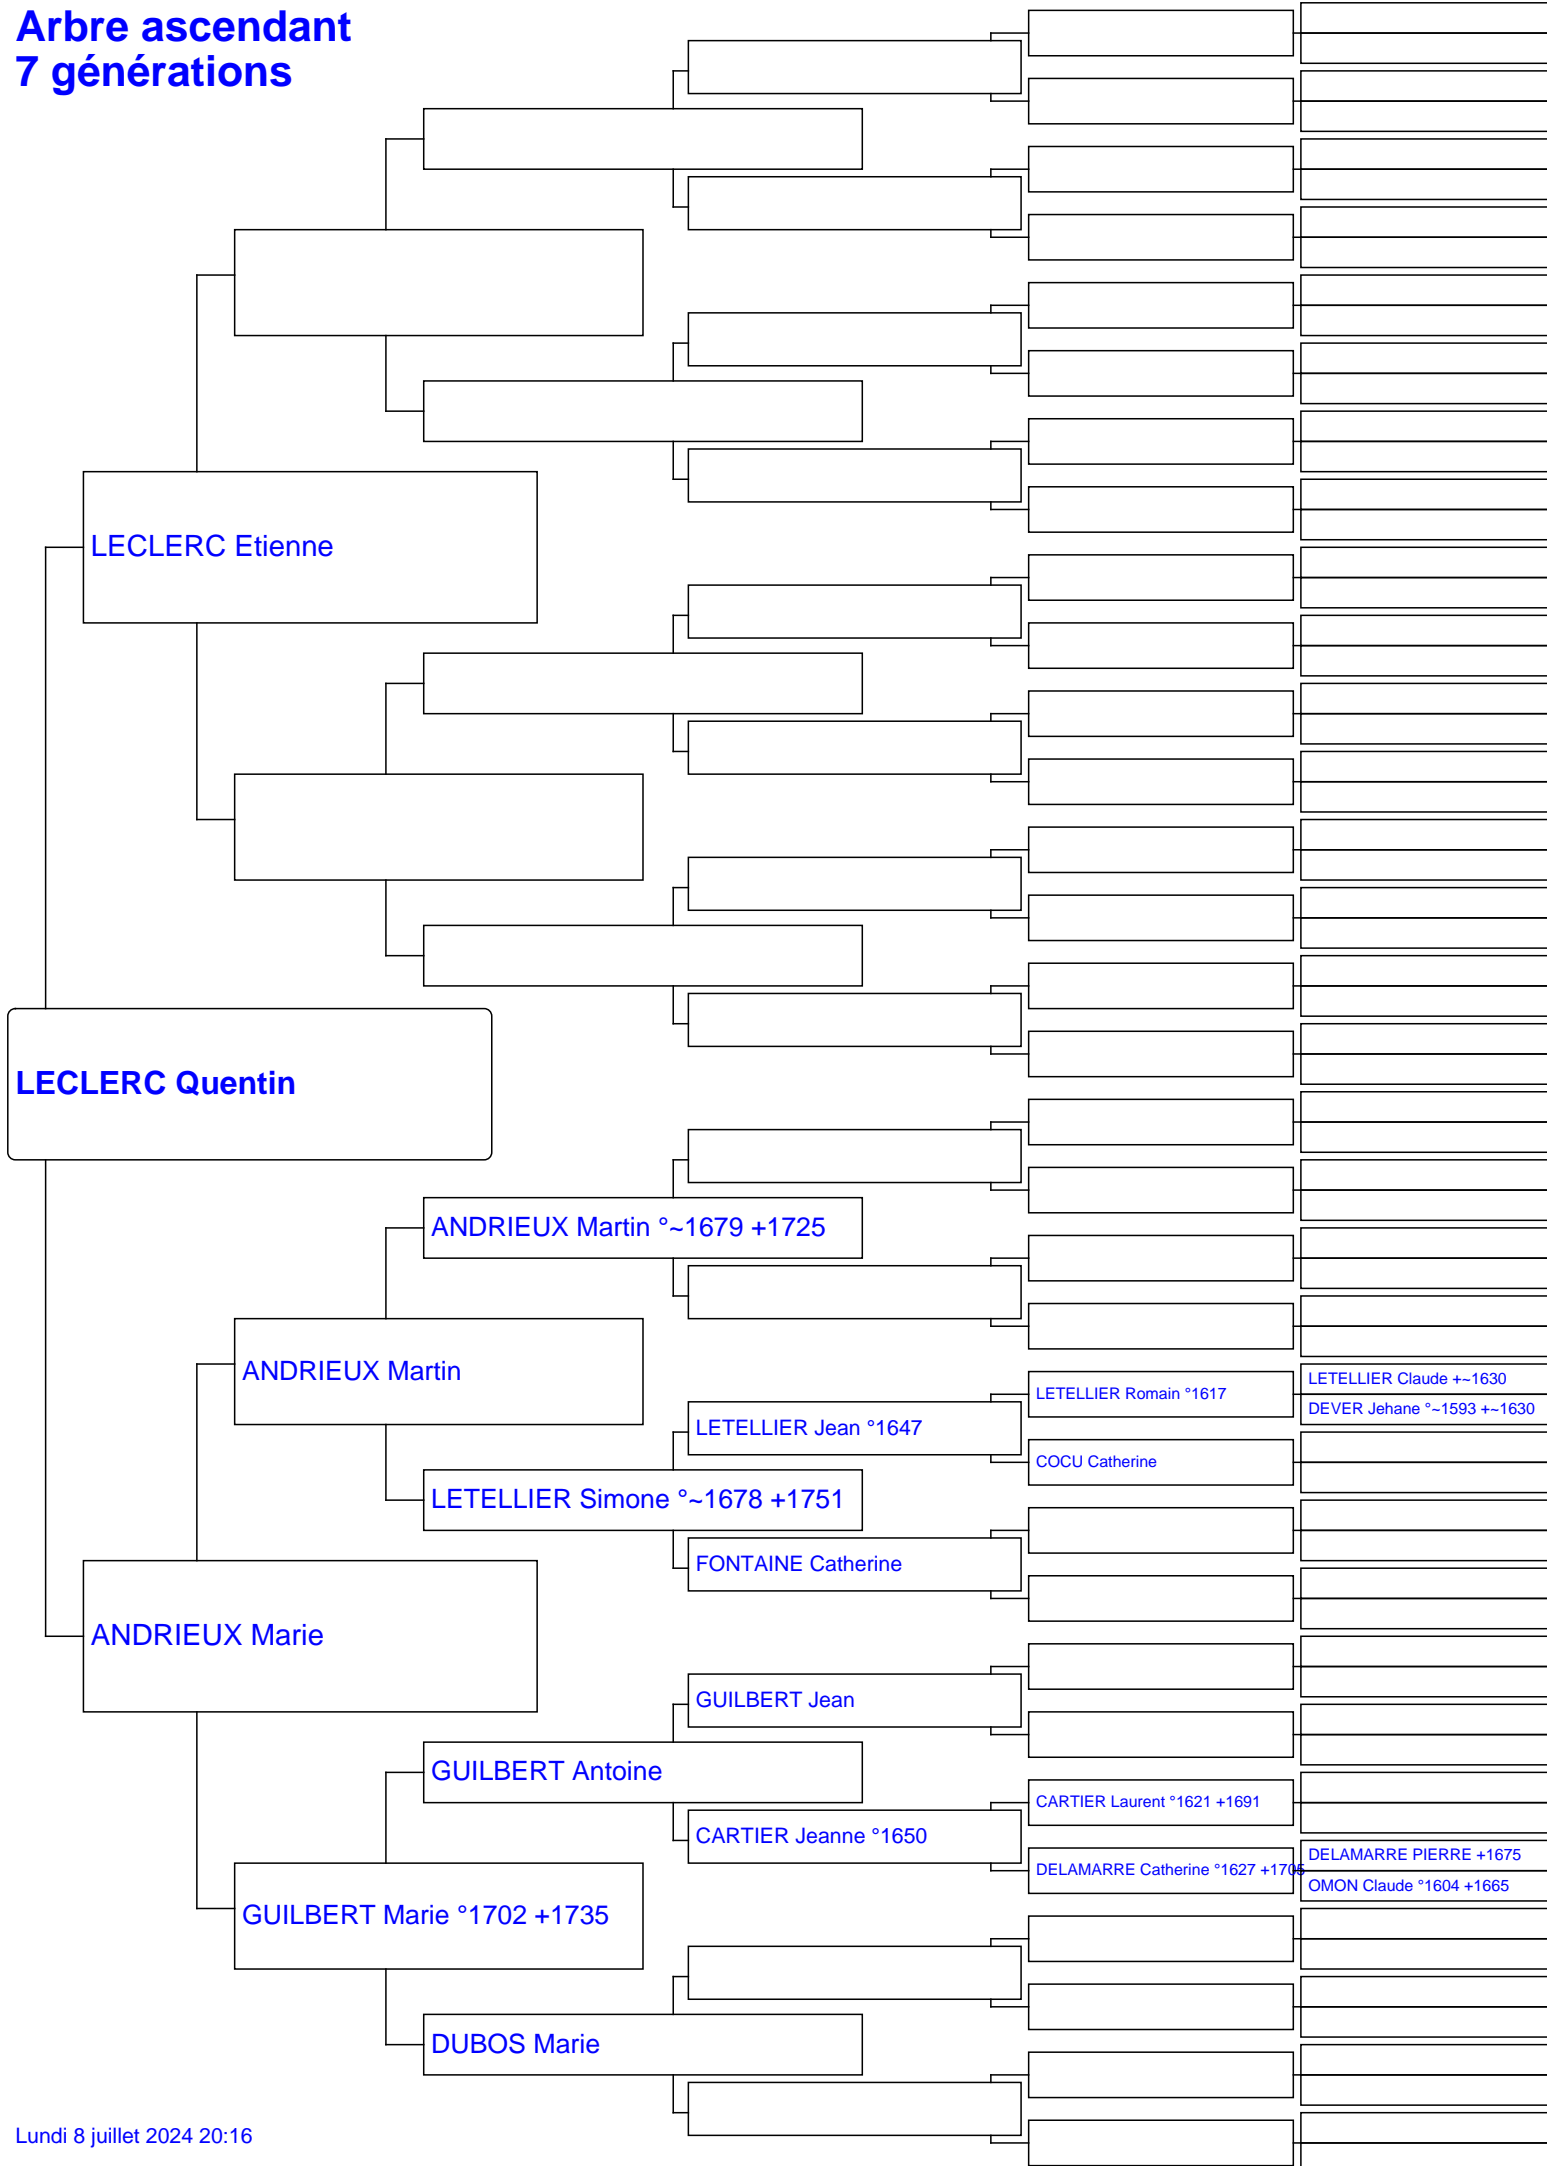 Arbre ascendant
7 générations
LECLERC Etienne
LECLERC Quentin
ANDRIEUX Martin °~1679 +1725
ANDRIEUX Martin
LETELLIER Claude +~1630
LETELLIER Romain °1617
DEVER Jehane °~1593 +~1630
LETELLIER Jean °1647
COCU Catherine
LETELLIER Simone °~1678 +1751
FONTAINE Catherine
ANDRIEUX Marie
GUILBERT Jean
GUILBERT Antoine
CARTIER Laurent °1621 +1691
CARTIER Jeanne °1650
DELAMARRE PIERRE +1675
DELAMARRE Catherine °1627 +1705
OMON Claude °1604 +1665
GUILBERT Marie °1702 +1735
DUBOS Marie
Lundi 8 juillet 2024 20:16